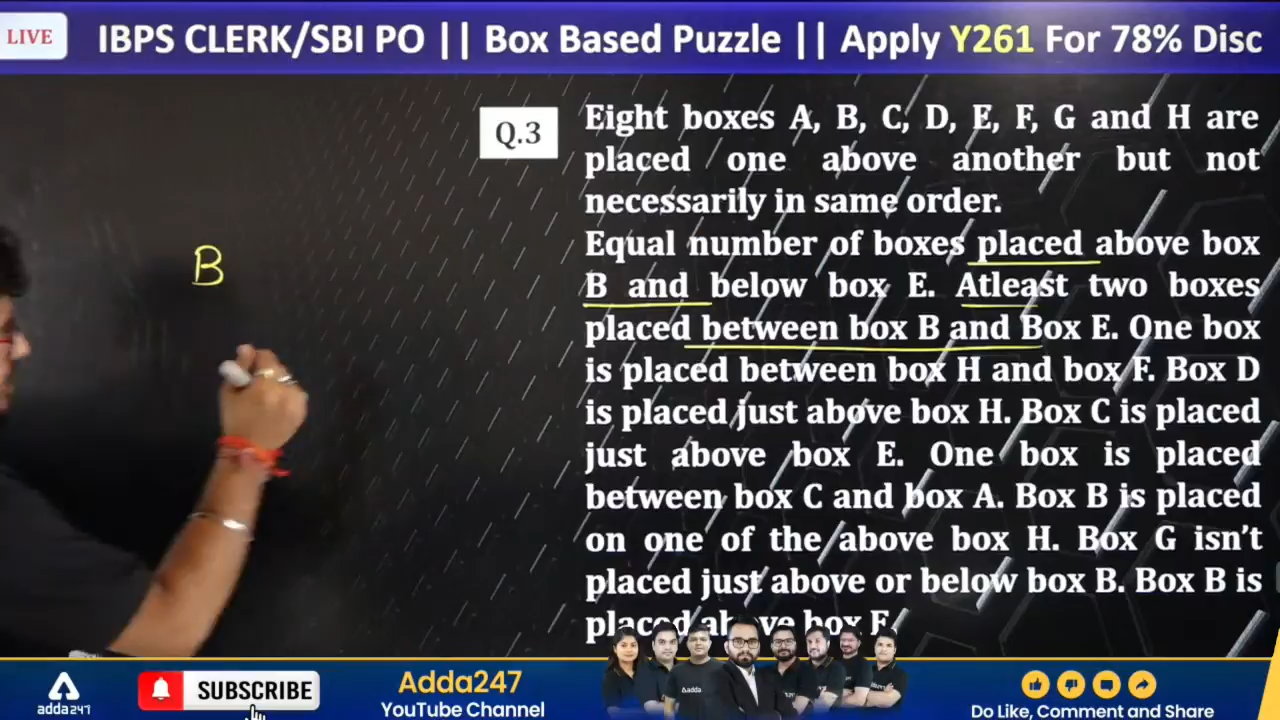 LIVE
IBPS CLERK/SBI PO || Box Based Puzzle || Apply Y261 For 78% Disc
Q.3
Eight boxes A, B, C, D, E, F, G and H are
placed one above another but not
necessarily in same order.
Equal number of boxes placed above box
B and below box E. Atleast two boxes
placed between box B and Box E. One box
is placed between box H and box F. Box D
is placed just above box H. Box C is placed
just above box E. One box is placed
between box C and box A. Box B is placed
on one of the above box H. Box G isn't
placed just above or below box B. Box B is
placed above box
B
adda247
SUBSCRIBE
Adda247
YouTube Channel
Do Like, Comment and Share